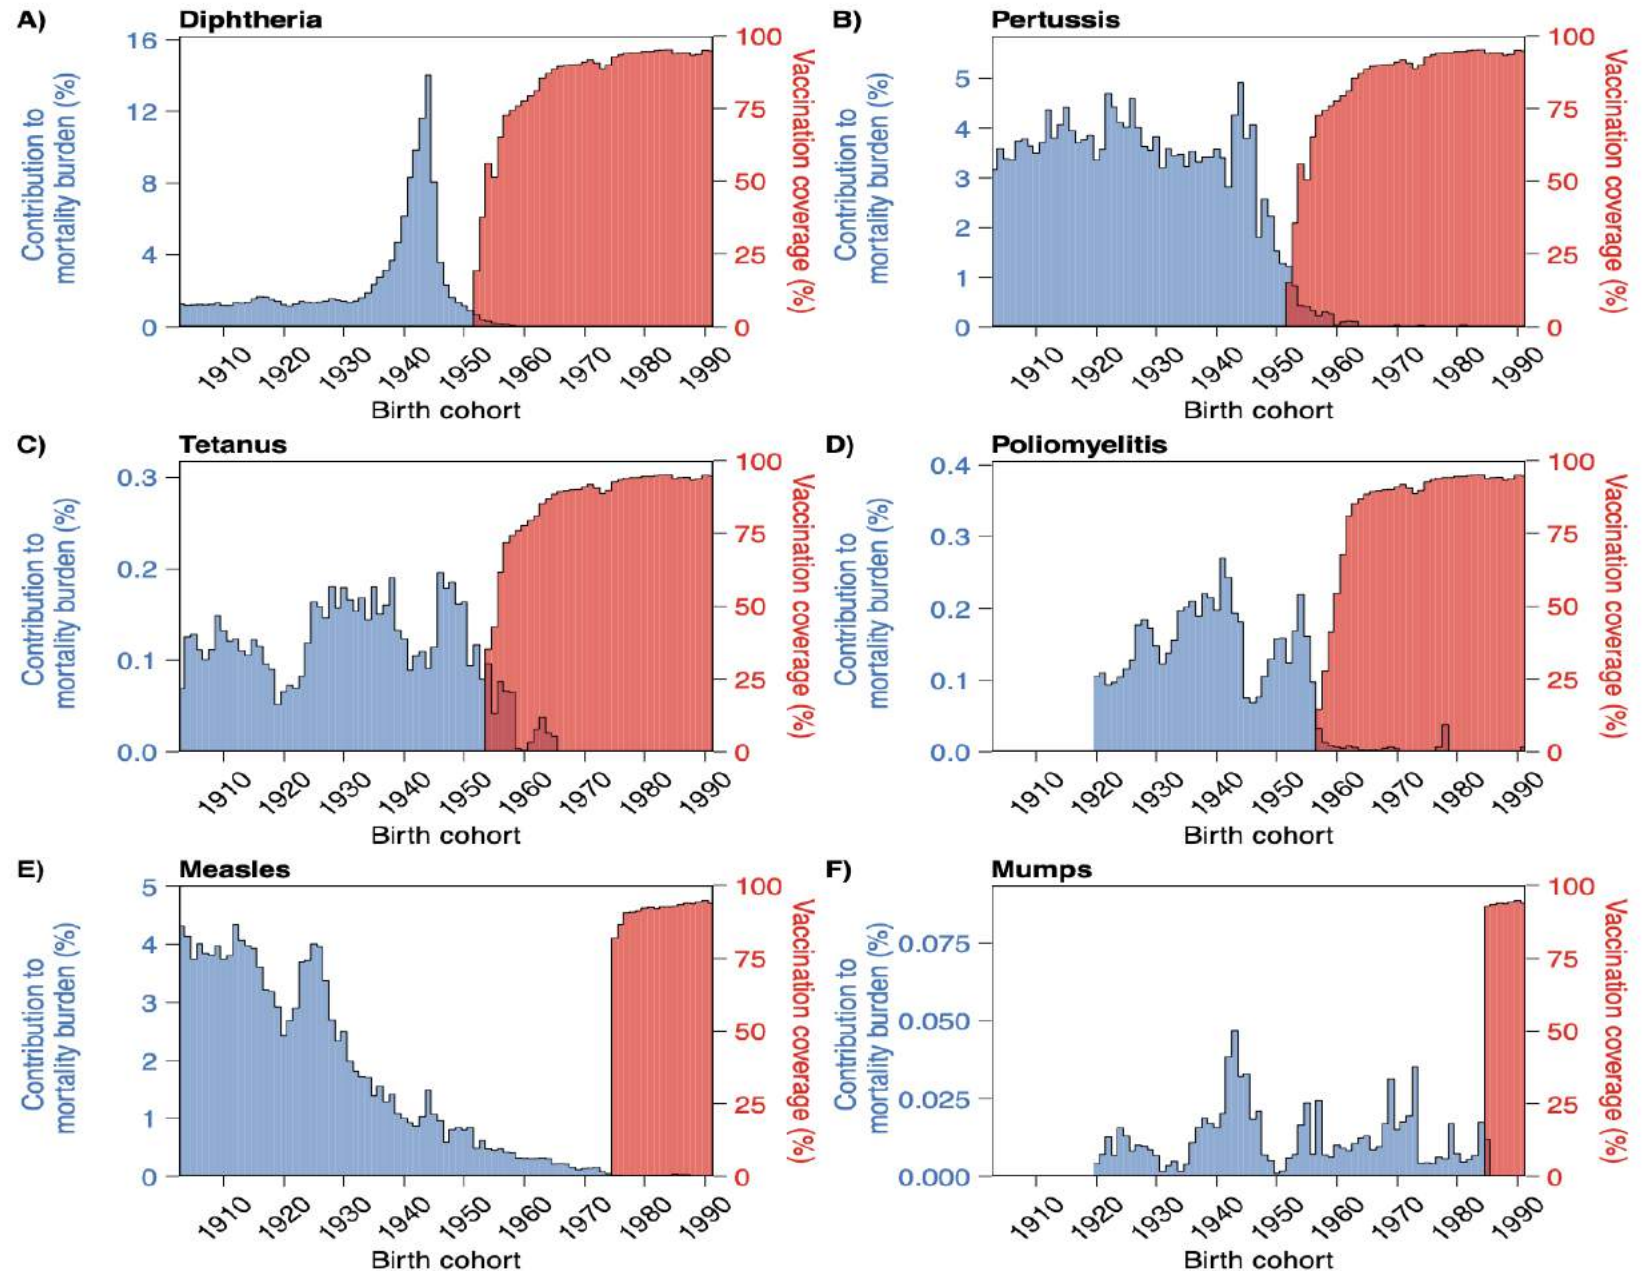 A) Diphtheria
Contribution to
mortality burden (%)
16
12
8
4
0
100
75
50
25
0
Vaccination coverage (%)
1910 1920 1930 1940 1950 1960 1970 1980 1990
Birth cohort
B) Pertussis
Contribution to
mortality burden (%)
5
4
3
2
1
0
100
75
50
25
0
Vaccination coverage (%)
1910 1920 1930 1940 1950 1960 1970 1980 1990
Birth cohort
C) Tetanus
Contribution to
mortality burden (%)
0.3
0.2
0.1
0.0
100
75
50
25
0
Vaccination coverage (%)
1910 1920 1930 1940 1950 1960 1970 1980 1990
Birth cohort
D) Poliomyelitis
Contribution to
mortality burden (%)
0.4
0.3
0.2
0.1
0.0
100
75
50
25
0
Vaccination coverage (%)
1910 1920 1930 1940 1950 1960 1970 1980 1990
Birth cohort
E) Measles
Contribution to
mortality burden (%)
5
4
3
2
1
0
100
75
50
25
0
Vaccination coverage (%)
1910 1920 1930 1940 1950 1960 1970 1980 1990
Birth cohort
F) Mumps
Contribution to
mortality burden (%)
0.075
0.050
0.025
0.000
100
75
50
25
0
Vaccination coverage (%)
1910 1920 1930 1940 1950 1960 1970 1980 1990
Birth cohort